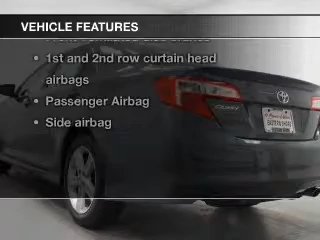 VEHICLE FEATURES
• 1st and 2nd row curtain head
airbags
• Passenger Airbag
• Side airbag